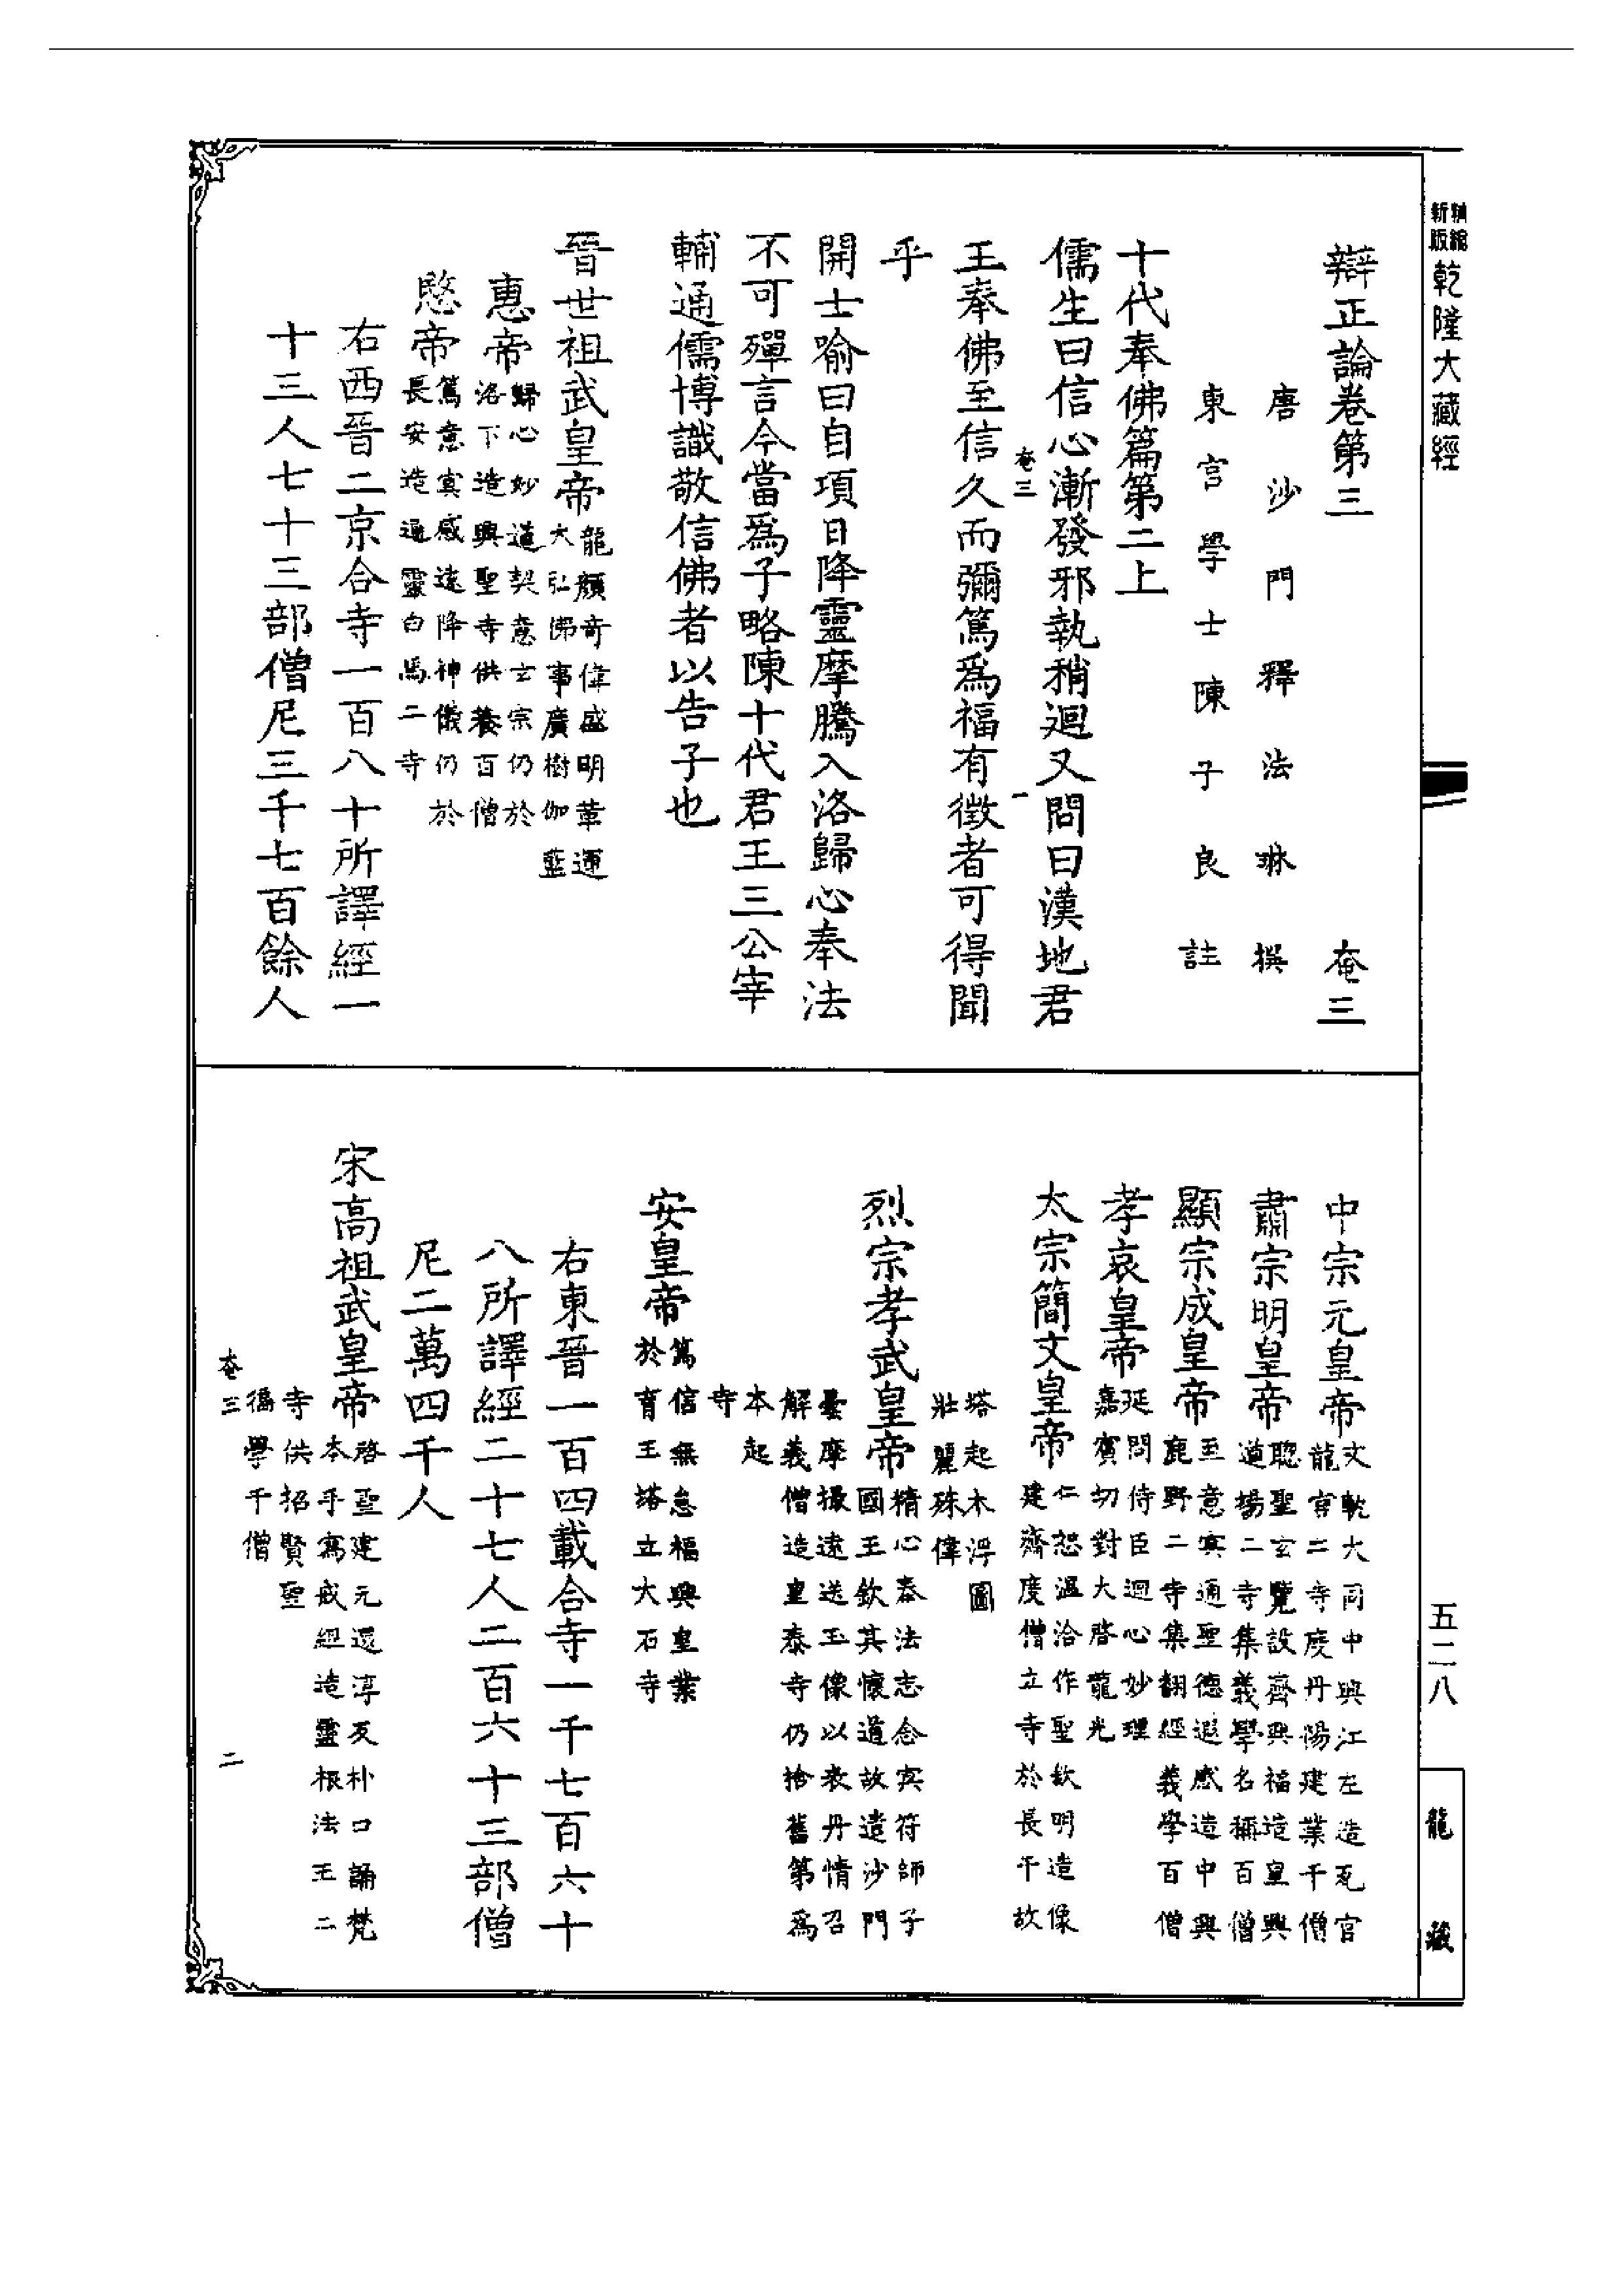 新編
縮版
乾隆大藏經
辯正論卷第三 奄三
唐沙門釋法琳撰
東宮學士陳子良註
十代奉佛篇第二上
儒生曰信心漸發邪執稍迴又問曰漢地君
奄三 一
王奉佛至信久而彌篤爲福有徵者可得聞
乎
開士喻曰自項日降靈摩騰入洛歸心奉法
不可殫言今當爲子略陳十代君王三公宰
輔通儒博識敬信佛者以告子也
晉世祖武皇帝龍顏奇偉盛明革運
大弘佛事廣樹伽藍
惠帝歸心妙道契意玄宗仍於
洛下造興聖寺供養百僧
愍帝篤意冥感遠降神儀仍於
長安造通靈白馬二寺
右西晉二京合寺一百八十所譯經一
十三人七十三部僧尼三千七百餘人
中宗元皇帝文軌大同中興江左造瓦官
龍宮二寺度丹陽建業千僧
肅宗明皇帝聰聖玄覽設齋興福造皇興
道場二寺集義學名稱百僧
顯宗成皇帝至意冥通聖德遐感造中興
鹿野二寺集翻經義學百僧
孝哀皇帝延問侍臣迴心妙理
嘉賓切對大啓龍光
太宗簡文皇帝仁恕溫洽作聖欽明造像
建齋度僧立寺於長干故
塔起木浮圖
壯麗殊偉
烈宗孝武皇帝精心奉法志念冥符師子
國王欽其懷道故遣沙門
曇摩撮遠送玉像以表丹情召
解義僧造皇泰寺仍捨舊第爲
本起
寺
安皇帝篤信無怠福興皇業
於育王塔立大石寺
右東晉一百四載合寺一千七百六十
八所譯經二十七人二百六十三部僧
尼二萬四千人
宋高祖武皇帝啓聖建元還淳反朴口誦梵
本手寫戒經造靈根法王二
寺供招賢聖
福學千僧
奄三 二
五二八
龍藏